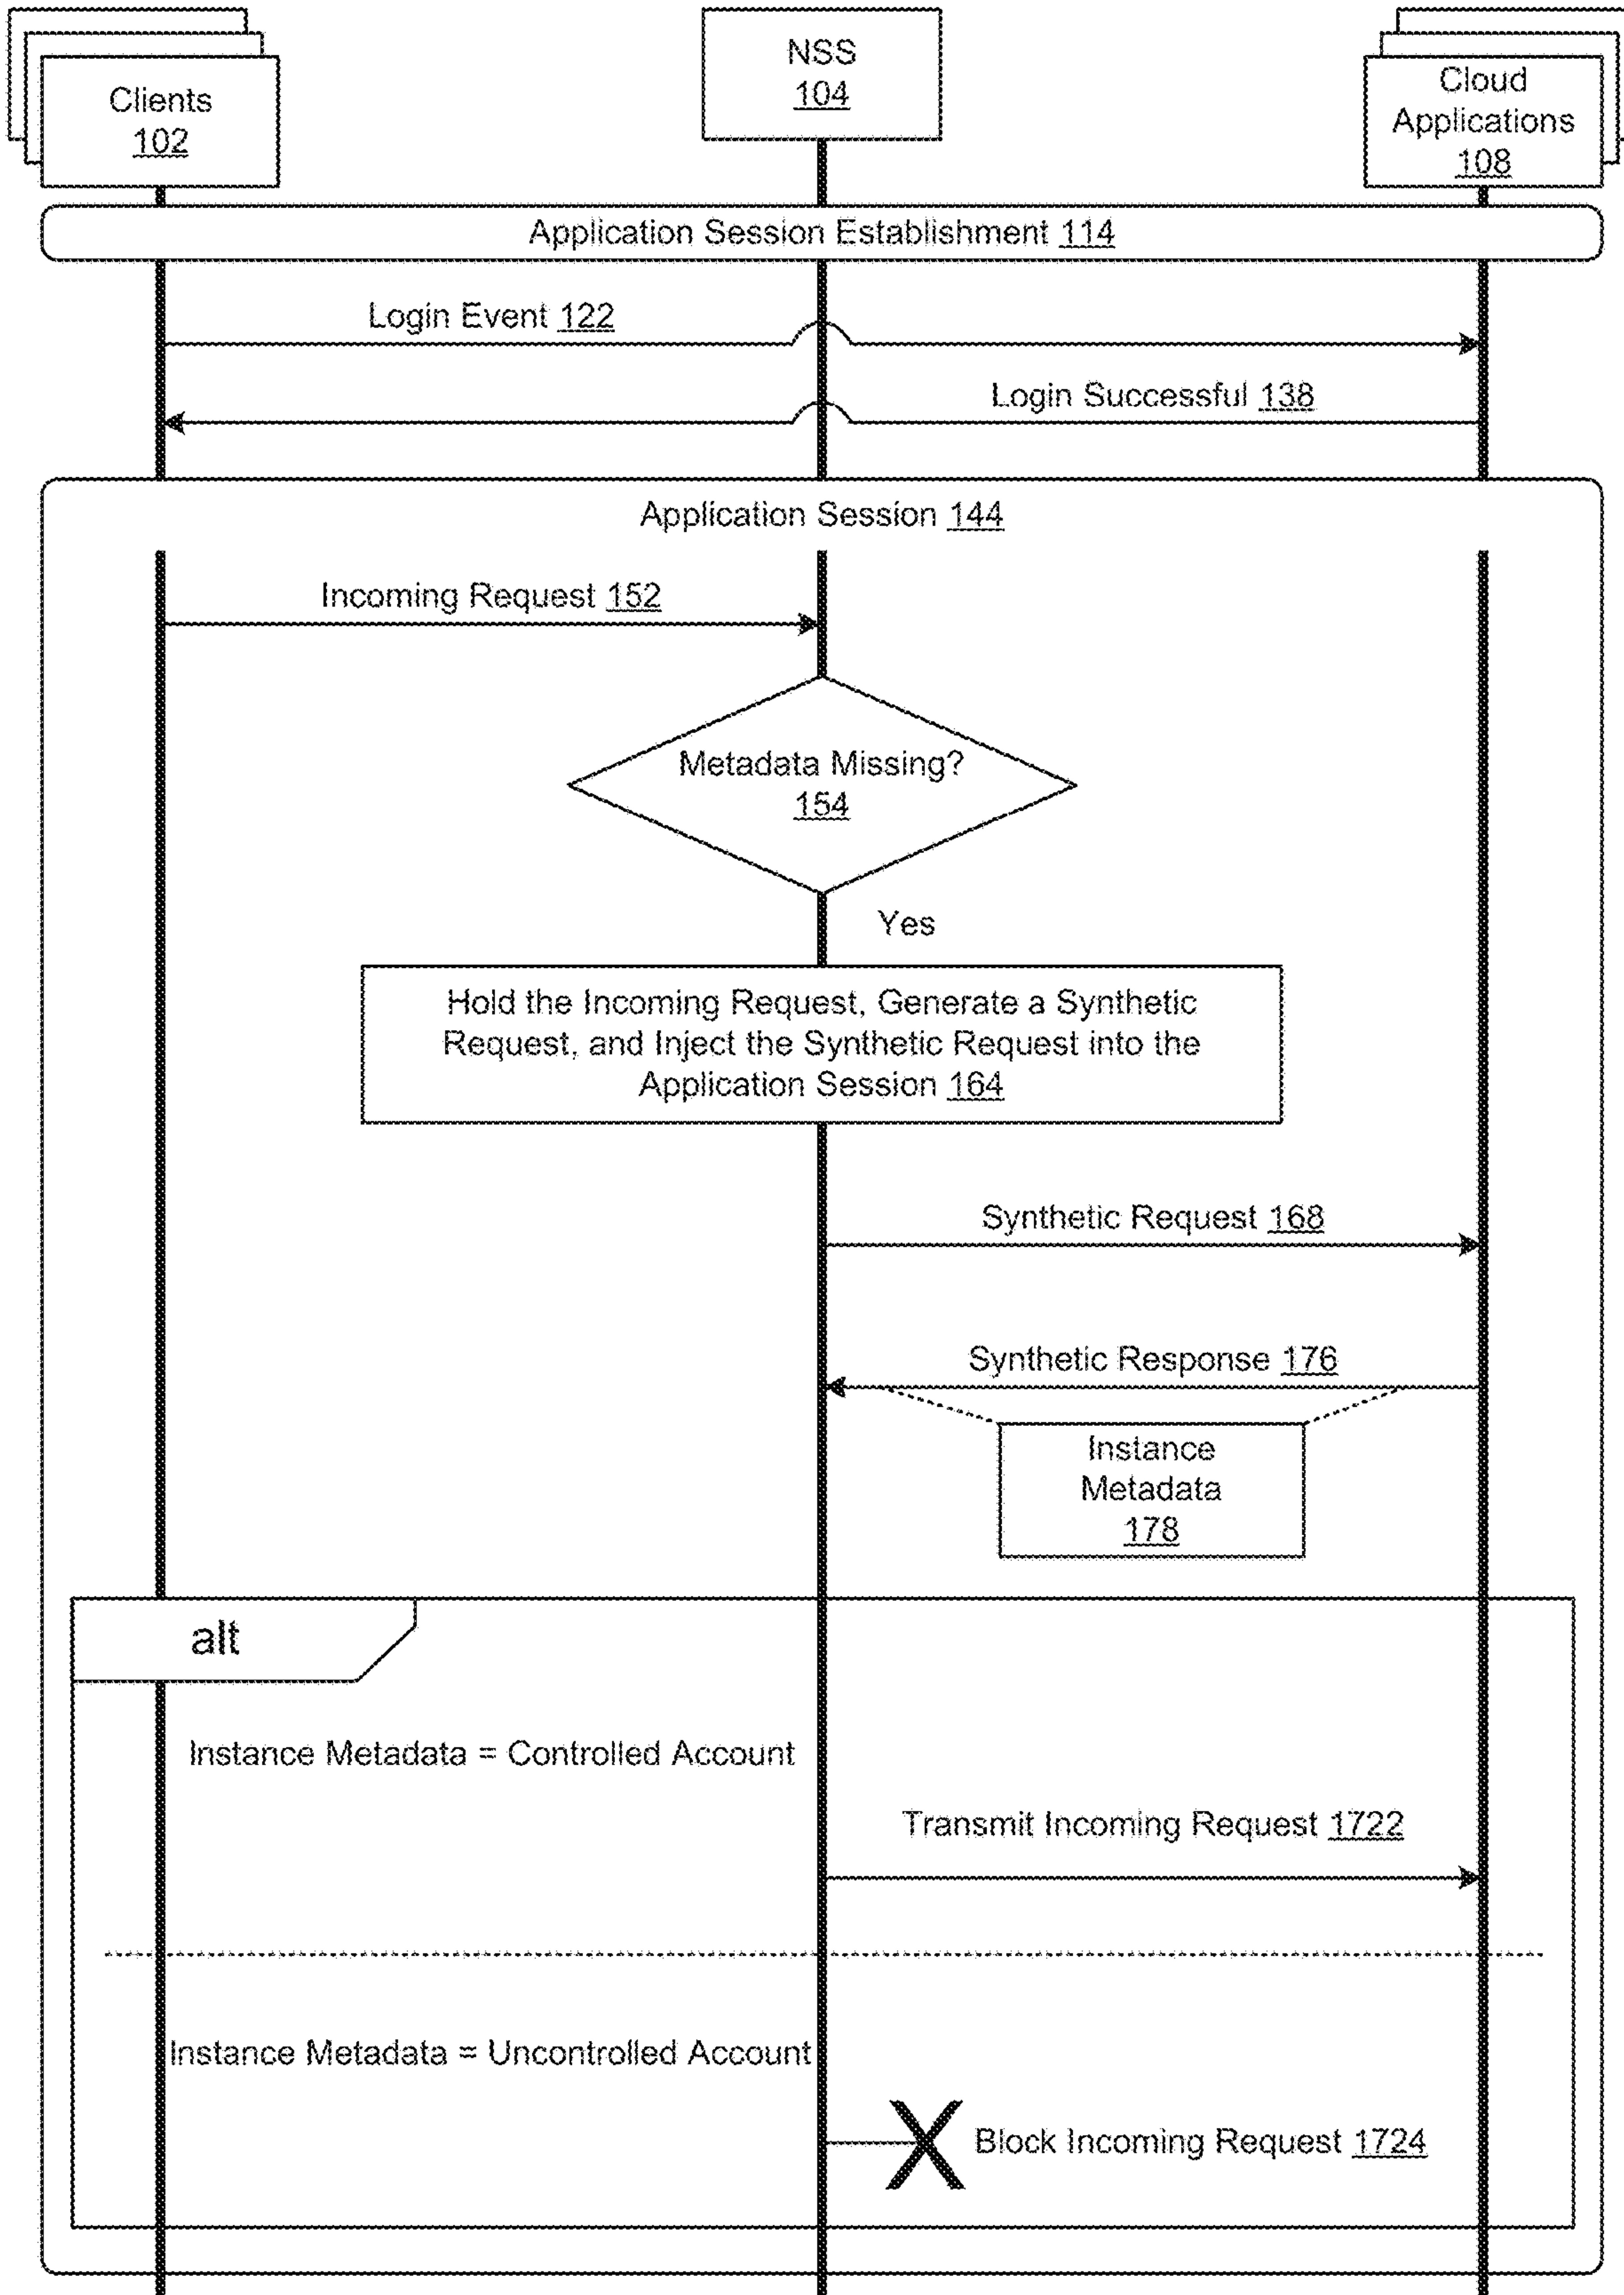 Clients
102
NSS
104
Cloud
Applications
108
Application Session Establishment 114
Login Event 122
Login Successful 138
Application Session 144
Incoming Request 152
Metadata Missing?
154
Yes
Hold the Incoming Request, Generate a Synthetic
Request, and Inject the Synthetic Request into the
Application Session 164
Synthetic Request 168
Synthetic Response 176
Instance
Metadata
178
alt
Instance Metadata = Controlled Account
Transmit Incoming Request 1722
Instance Metadata = Uncontrolled Account
Block Incoming Request 1724